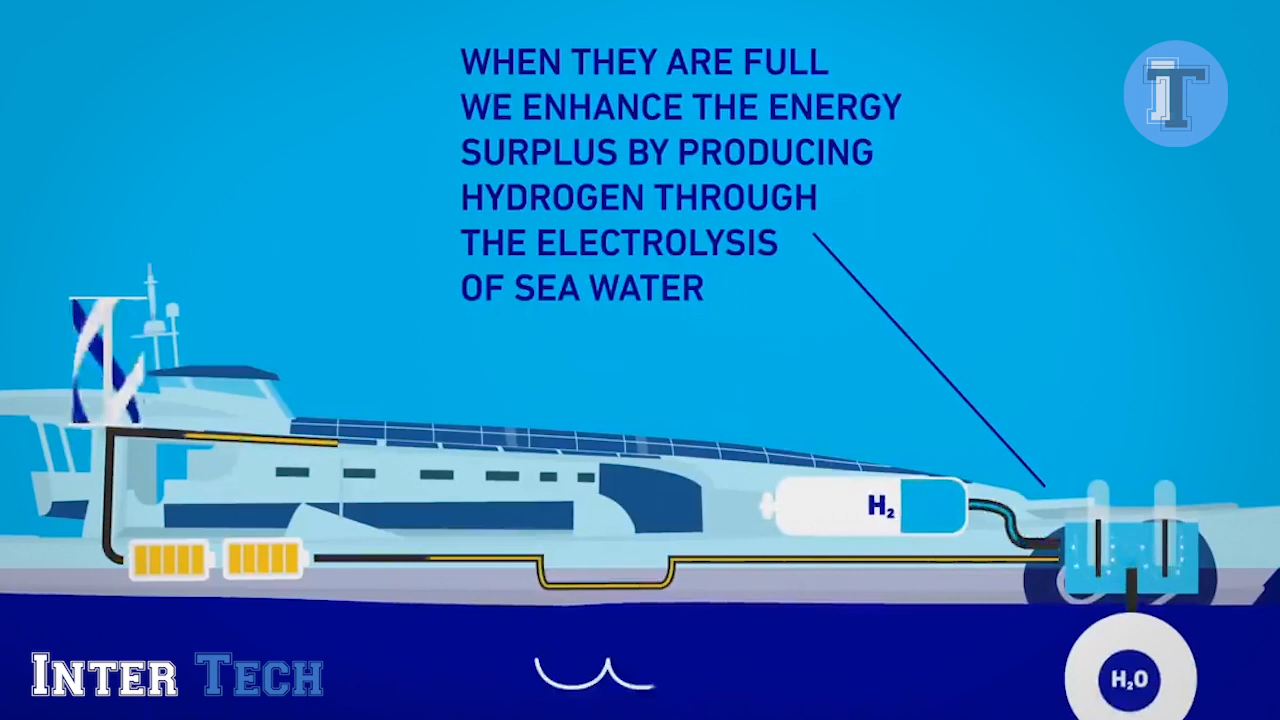 WHEN THEY ARE FULL
WE ENHANCE THE ENERGY
SURPLUS BY PRODUCING
HYDROGEN THROUGH
THE ELECTROLYSIS
OF SEA WATER
IT
H₂
H₂O
INTER TECH